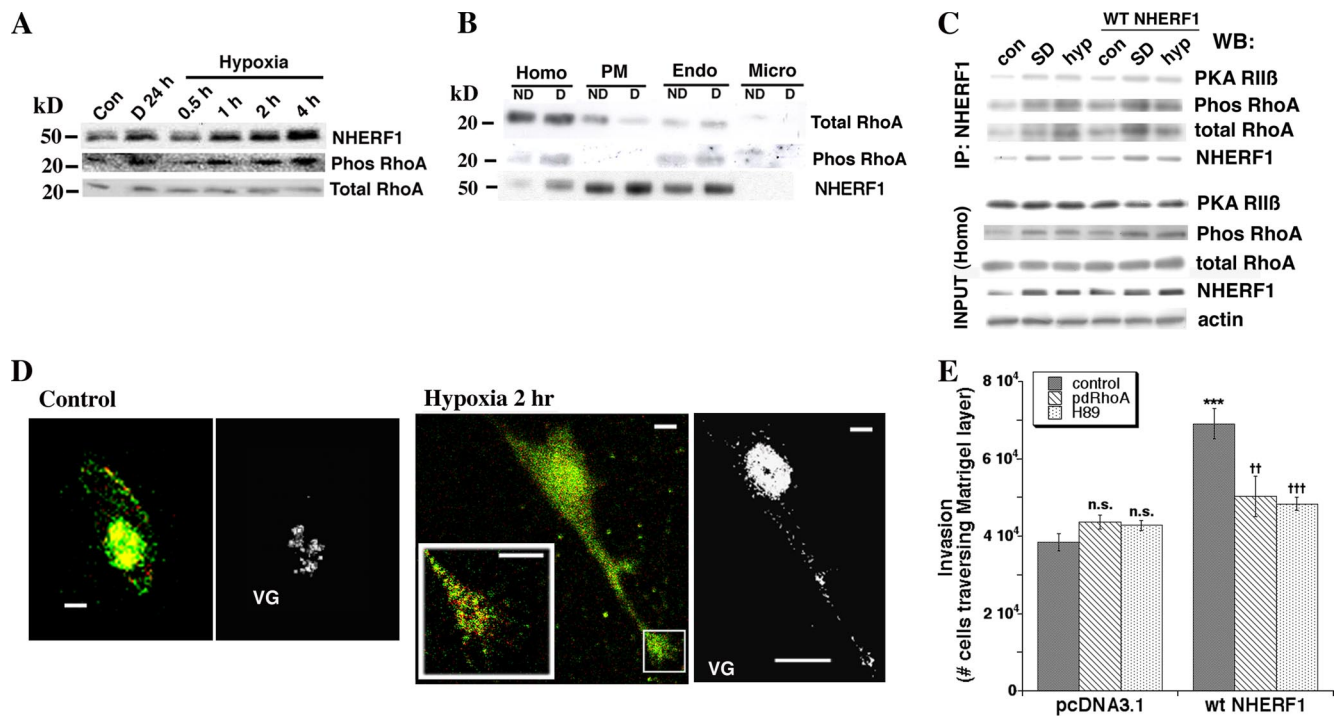 A
Hypoxia
kD
Con
D 24 h
0.5 h
1 h
2 h
4 h
50
NHERF1
20
Phos RhoA
20
Total RhoA
B
Homo
PM
Endo
Micro
kD
ND
D
ND
D
ND
D
ND
D
20
Total RhoA
20
Phos RhoA
50
NHERF1
C
WT NHERF1
con
SD
hyp
con
SD
hyp
WB:
IP: NHERF1
PKA RIIß
Phos RhoA
total RhoA
NHERF1
INPUT (Homo)
PKA RIIß
Phos RhoA
total RhoA
NHERF1
actin
D
Control
VG
Hypoxia 2 hr
VG
E
Invasion
(# cells traversing Matrigel layer)
8 10⁴
6 10⁴
4 10⁴
2 10⁴
0
control
pdRhoA
H89
n.s.
n.s.
***
††
†††
pcDNA3.1
wt NHERF1